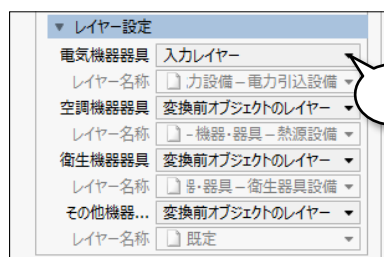 ▼ レイヤー設定
電気機器器具 入力レイヤー
レイヤー名称 力設備－電力引込設備
空調機器器具 変換前オブジェクトのレイヤー
レイヤー名称 －機器・器具－熱源設備
衛生機器器具 変換前オブジェクトのレイヤー
レイヤー名称 器・器具－衛生器具設備
その他機器... 変換前オブジェクトのレイヤー
レイヤー名称 既定